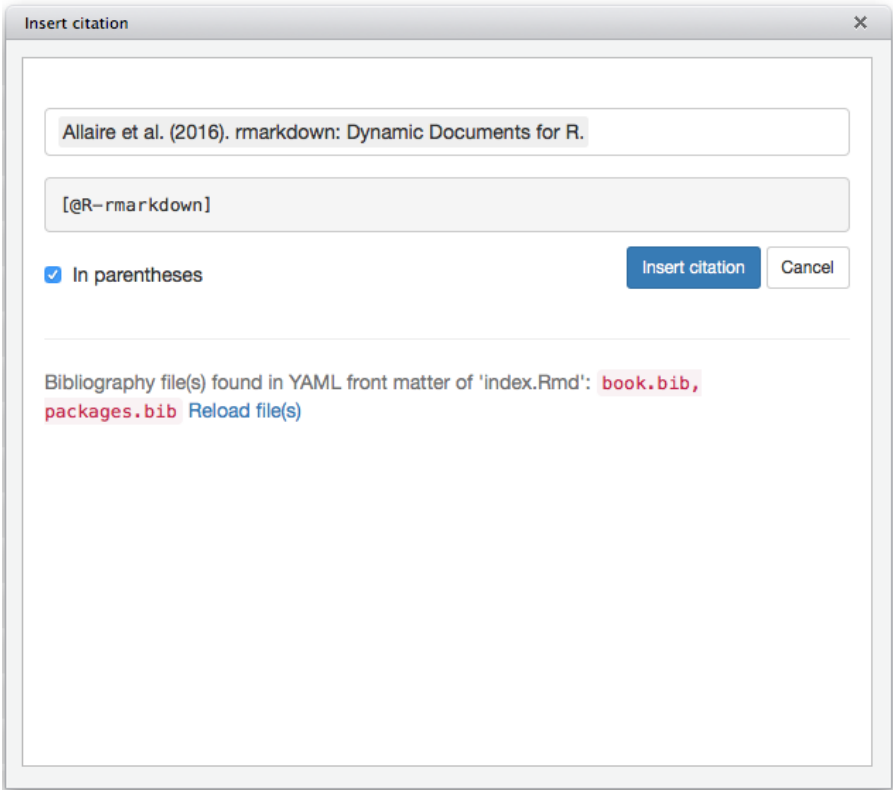 Insert citation
Allaire et al. (2016). rmarkdown: Dynamic Documents for R.
[@R-rmarkdown]
In parentheses
Insert citation
Cancel
Bibliography file(s) found in YAML front matter of 'index.Rmd': book.bib,
packages.bib Reload file(s)